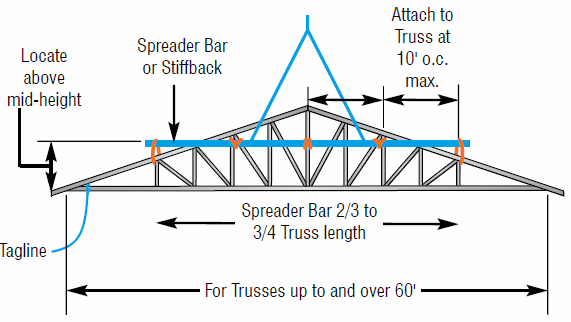 Attach to
Truss at
10' o.c.
max.
Spreader Bar
or Stiffback
Locate
above
mid-height
Spreader Bar 2/3 to
3/4 Truss length
Tagline
For Trusses up to and over 60'